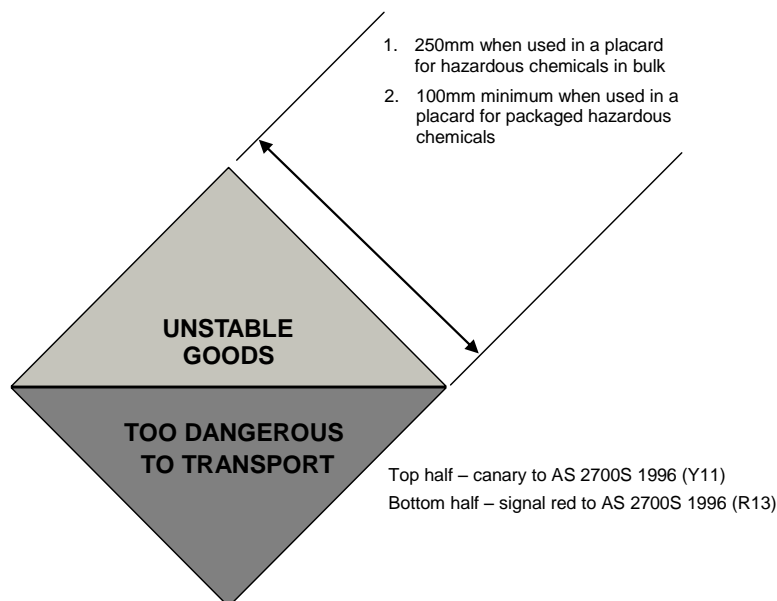 1. 250mm when used in a placard
for hazardous chemicals in bulk
2. 100mm minimum when used in a
placard for packaged hazardous
chemicals
UNSTABLE
GOODS
TOO DANGEROUS
TO TRANSPORT
Top half – canary to AS 2700S 1996 (Y11)
Bottom half – signal red to AS 2700S 1996 (R13)